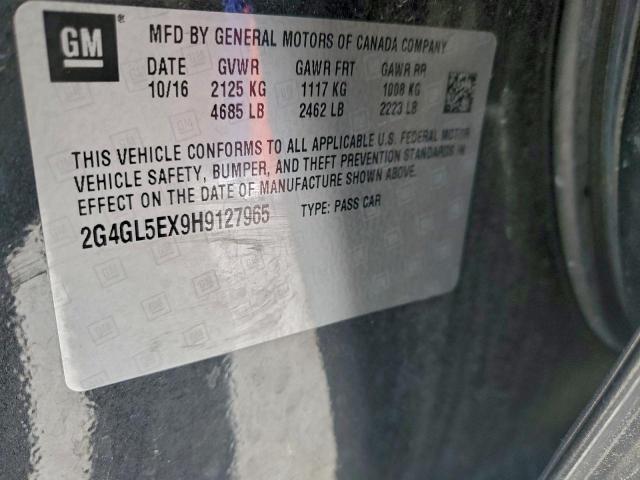 GM
MFD BY GENERAL MOTORS OF CANADA COMPANY
DATE GVWR GAWR FRT GAWR RR
10/16 2125 KG 1117 KG 1008 KG
4685 LB 2462 LB 2223 LB
THIS VEHICLE CONFORMS TO ALL APPLICABLE U.S. FEDERAL MOTOR
VEHICLE SAFETY, BUMPER, AND THEFT PREVENTION STANDARDS IN
EFFECT ON THE DATE OF MANUFACTURE SHOWN ABOVE.
2G4GL5EX9H9127965 TYPE: PASS CAR